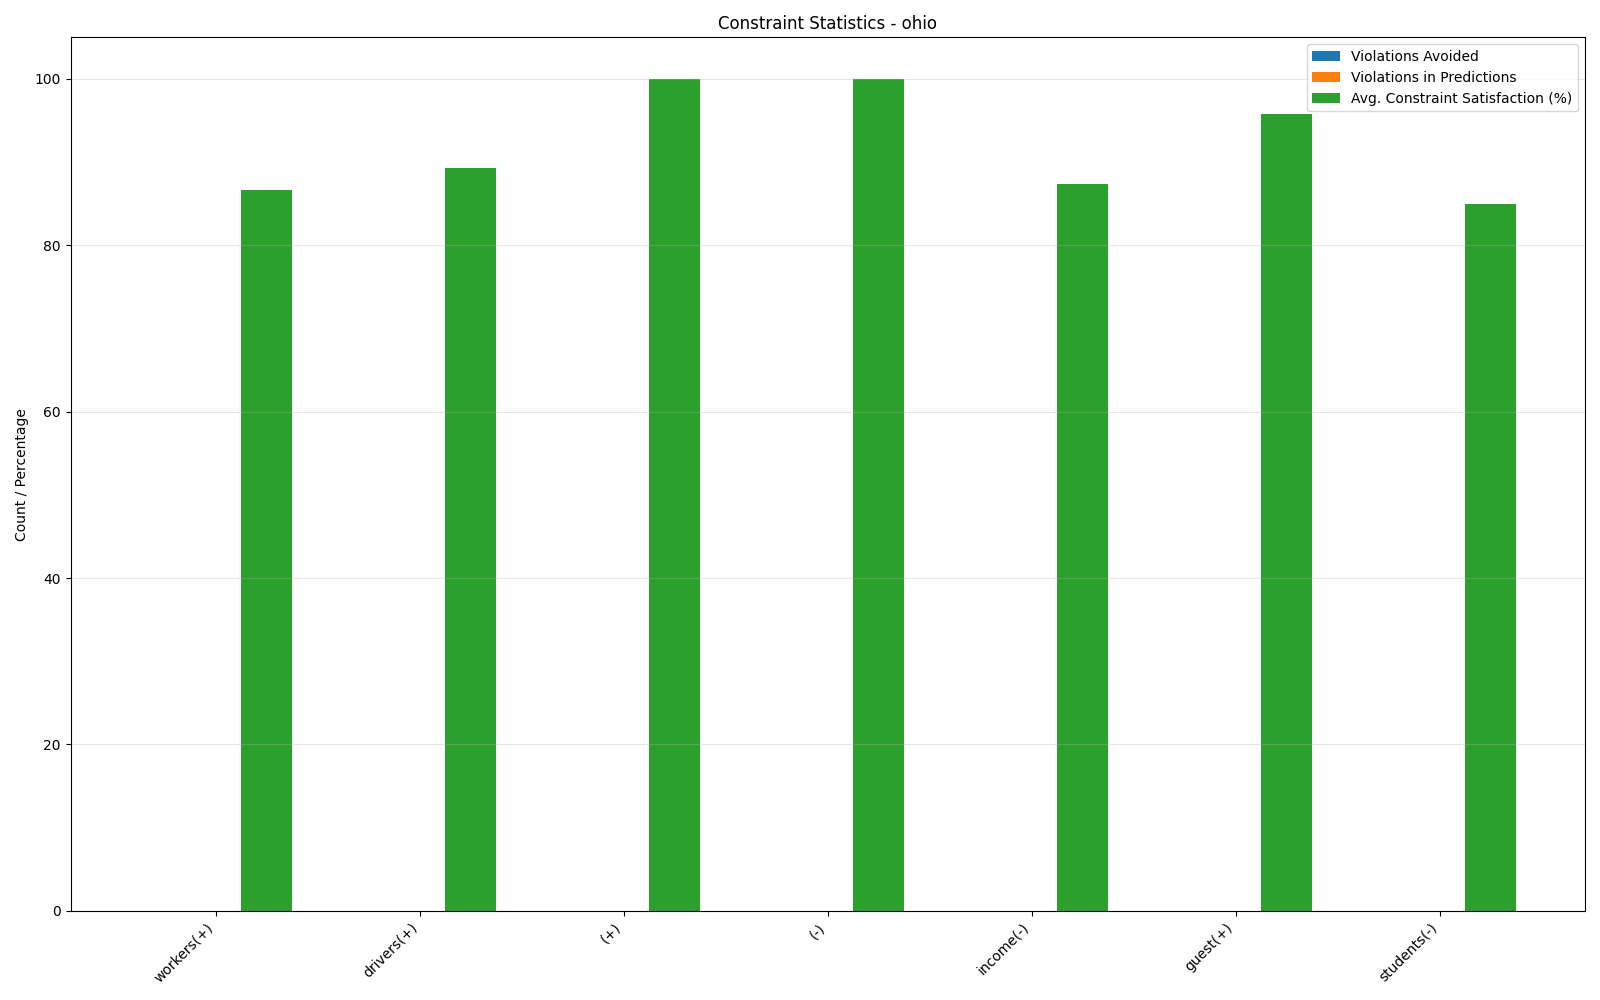 Constraint Statistics - ohio
Violations Avoided
Violations in Predictions
Avg. Constraint Satisfaction (%)
Count / Percentage
100
80
60
40
20
0
workers(+)
drivers(+)
(+)
(-)
income(-)
guest(+)
students(-)